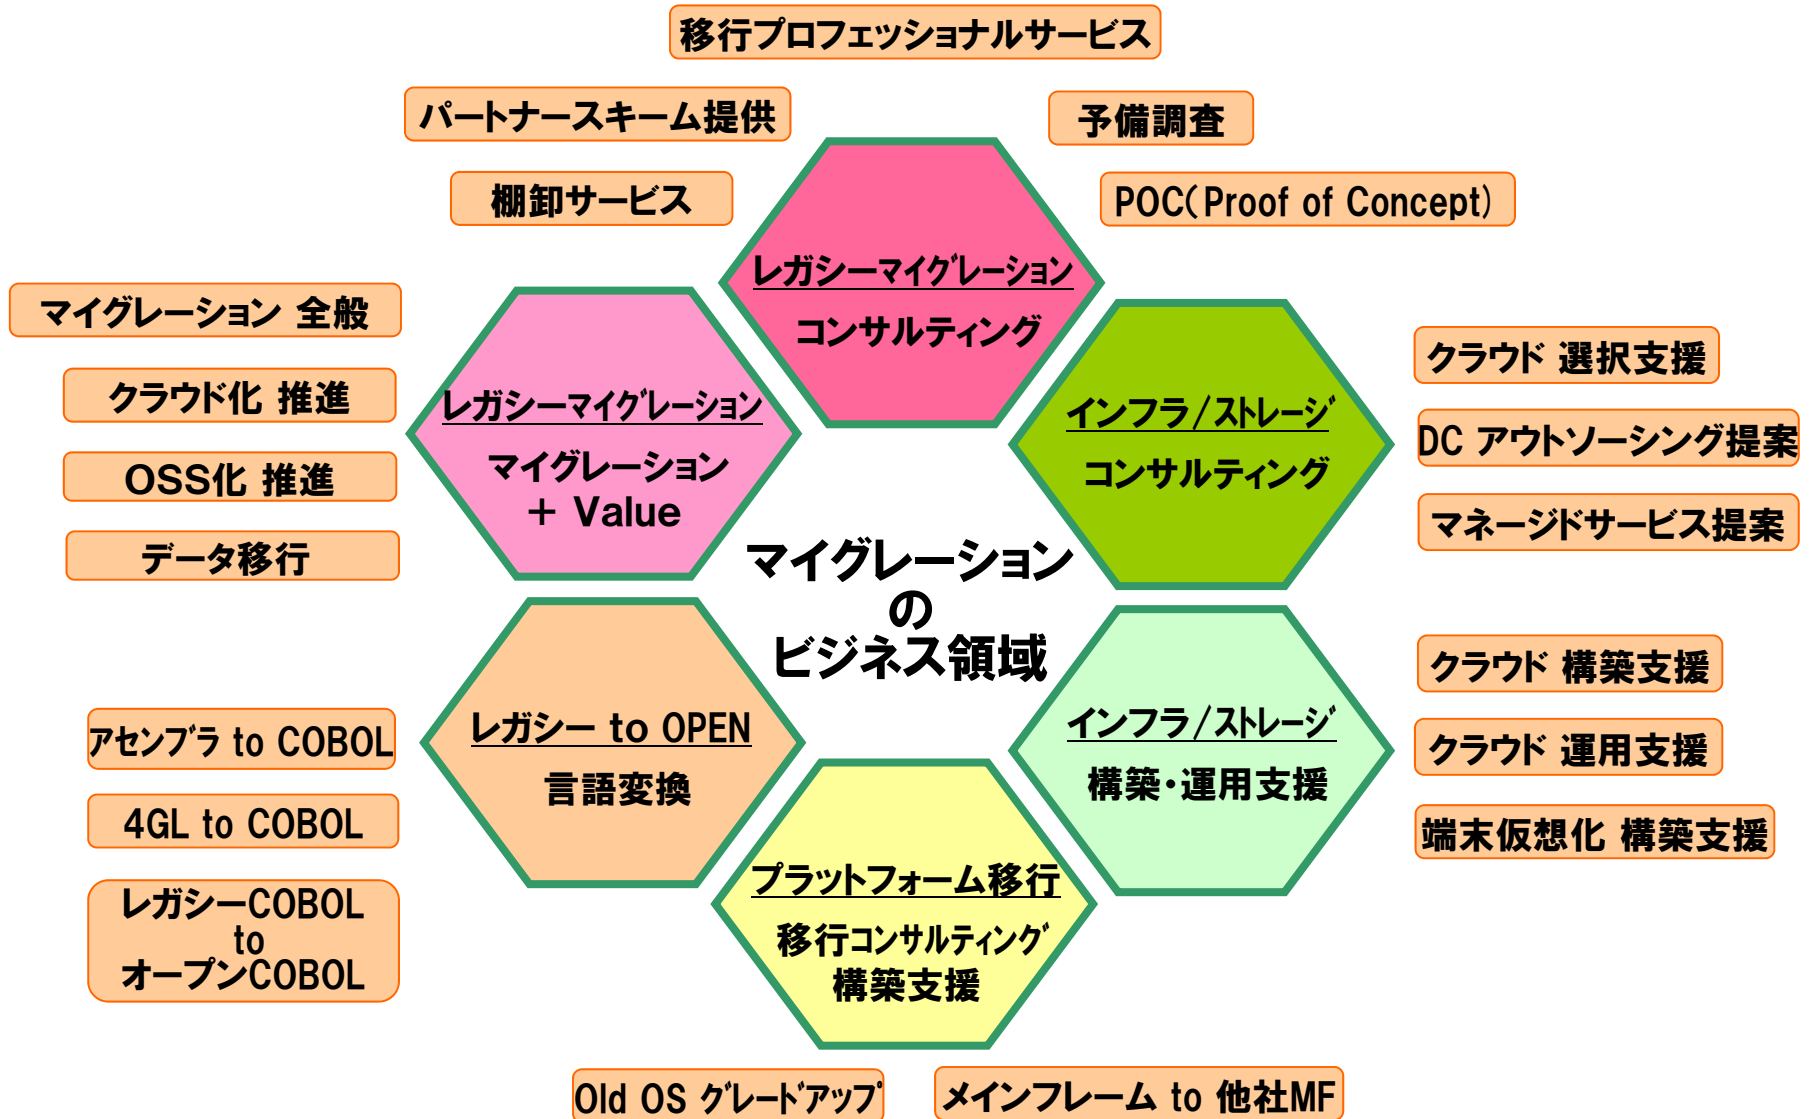 移行プロフェッショナルサービス
パートナースキーム提供
予備調査
棚卸サービス
POC(Proof of Concept)
レガシーマイグレーション
コンサルティング
マイグレーション 全般
クラウド化 推進
OSS化 推進
データ移行
レガシーマイグレーション
マイグレーション
+ Value
インフラ/ストレージ
コンサルティング
クラウド 選択支援
DC アウトソーシング提案
マネージドサービス提案
マイグレーション
の
ビジネス領域
アセンブラ to COBOL
4GL to COBOL
レガシーCOBOL
to
オープンCOBOL
レガシー to OPEN
言語変換
インフラ/ストレージ
構築・運用支援
クラウド 構築支援
クラウド 運用支援
端末仮想化 構築支援
プラットフォーム移行
移行コンサルティング
構築支援
Old OS グレードアップ
メインフレーム to 他社MF